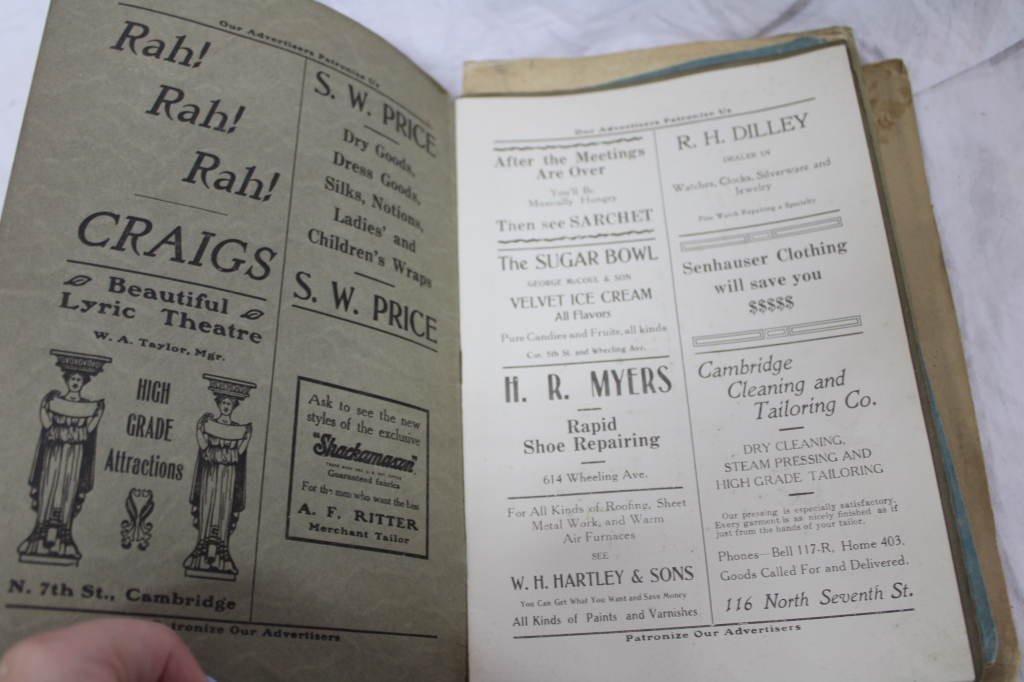 Our Advertisers Patronize Us
Rah!
Rah!
Rah!
CRAIGS
Beautiful
Lyric Theatre
W. A. Taylor, Mgr.
HIGH
GRADE
Attractions
N. 7th St., Cambridge
S. W. PRICE
Dry Goods,
Dress Goods,
Silks, Notions,
Ladies' and
Children's Wraps
S. W. PRICE
Ask to see the new
styles of the exclusive
"Shackamaxon"
TRADE MARK REG. U.S. PAT. OFFICE
Guaranteed fabrics
For the men who want the best
A. F. RITTER
Merchant Tailor
Patronize Our Advertisers
Our Advertisers Patronize Us
After the Meetings
Are Over
You'll Be
Musically Hungry
Then see SARCHET
The SUGAR BOWL
GEORGE McCOUL & SON
VELVET ICE CREAM
All Flavors
Pure Candies and Fruits, all kinds
Cor. 5th St. and Wheeling Ave.
H. R. MYERS
Rapid
Shoe Repairing
614 Wheeling Ave.
For All Kinds of Roofing, Sheet
Metal Work, and Warm
Air Furnaces
SEE
W. H. HARTLEY & SONS
You Can Get What You Want and Save Money
All Kinds of Paints and Varnishes
R. H. DILLEY
DEALER IN
Watches, Clocks, Silverware and
Jewelry
Fine Watch Repairing a Specialty
Senhauser Clothing
will save you
$$$$$
Cambridge
Cleaning and
Tailoring Co.
DRY CLEANING,
STEAM PRESSING AND
HIGH GRADE TAILORING
Our pressing is especially satisfactory.
Every garment is as nicely finished as if
just from the hands of your tailor.
Phones—Bell 117-R, Home 403.
Goods Called For and Delivered.
116 North Seventh St.
Patronize Our Advertisers